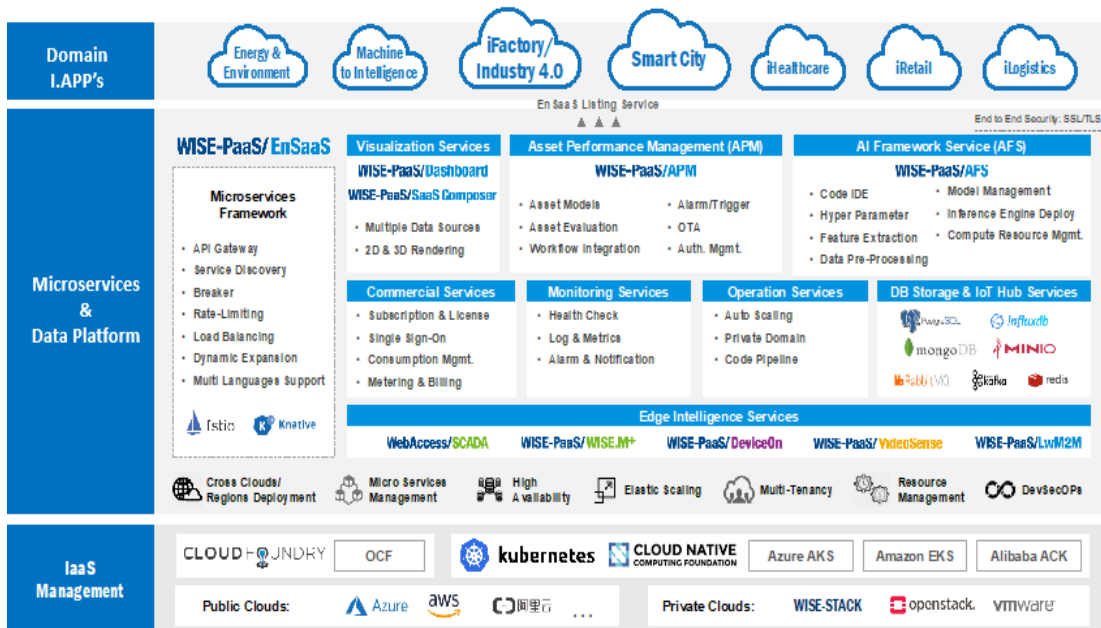 Domain
I.APP's
Energy &
Environment
Machine
to Intelligence
iFactory/
Industry 4.0
Smart City
iHealthcare
iRetail
iLogistics
EnSaaS Listing Service
End to End Security: SSL/TLS
Microservices
&
Data Platform
WISE-PaaS/EnSaaS
Microservices
Framework
• API Gateway
• Service Discovery
• Breaker
• Rate-Limiting
• Load Balancing
• Dynamic Expansion
• Multi Languages Support
Istio
Knative
Visualization Services
WISE-PaaS/Dashboard
WISE-PaaS/SaaS Composer
• Multiple Data Sources
• 2D & 3D Rendering
Asset Performance Management (APM)
WISE-PaaS/APM
• Asset Models
• Asset Evaluation
• Workflow Integration
• Alarm/Trigger
• OTA
• Auth. Mgmt.
AI Framework Service (AFS)
WISE-PaaS/AFS
• Code IDE
• Hyper Parameter
• Feature Extraction
• Data Pre-Processing
• Model Management
• Inference Engine Deploy
• Compute Resource Mgmt.
Commercial Services
• Subscription & License
• Single Sign-On
• Consumption Mgmt.
• Metering & Billing
Monitoring Services
• Health Check
• Log & Metrics
• Alarm & Notification
Operation Services
• Auto Scaling
• Private Domain
• Code Pipeline
DB Storage & IoT Hub Services
PostgreSQL
Influxdb
mongoDB
MINIO
RabbitMQ
kafka
redis
Edge Intelligence Services
WebAccess/SCADA
WISE-PaaS/WISE.M+
WISE-PaaS/DeviceOn
WISE-PaaS/VideoSense
WISE-PaaS/LwM2M
Cross Clouds/
Regions Deployment
Micro Services
Management
High
Availability
Elastic Scaling
Multi-Tenancy
Resource
Management
DevSecOPs
IaaS
Management
CLOUD FOUNDRY
OCF
kubernetes
CLOUD NATIVE
COMPUTING FOUNDATION
Azure AKS
Amazon EKS
Alibaba ACK
Public Clouds:
Azure
aws
阿里云
...
Private Clouds:
WISE-STACK
openstack.
vmware